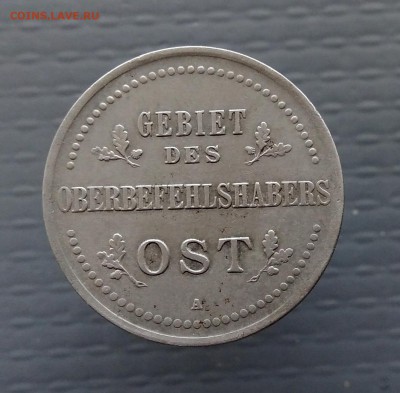 COINS.LAVE.RU
GEBIET
DES
OBERBEFEHLSHABERS
OST
A